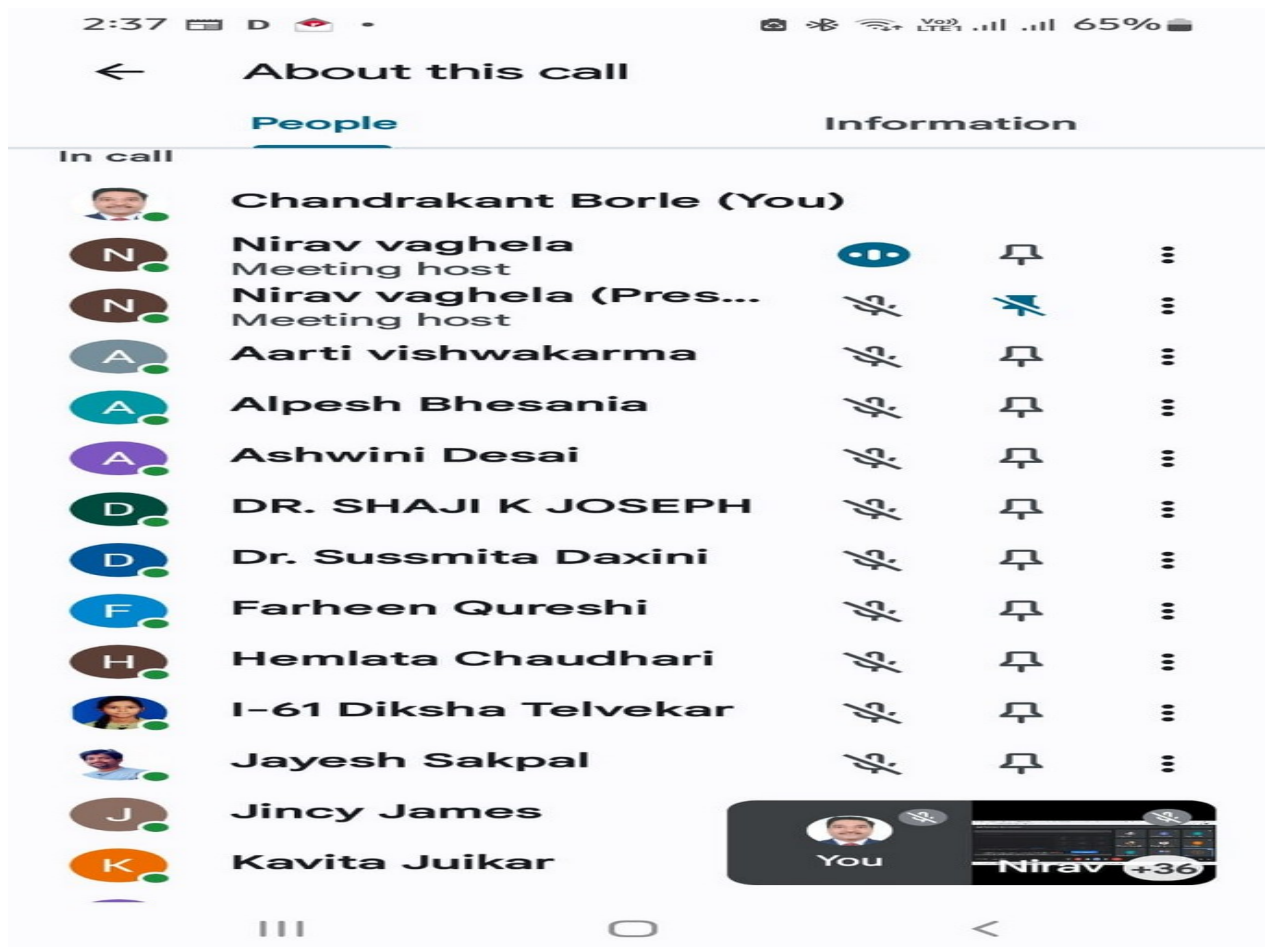 2:37 D 65%
VoI) LTE1
About this call
People Information
In call
Chandrakant Borle (You)
N Nirav vaghela
Meeting host
N Nirav vaghela (Pres...
Meeting host
A Aarti vishwakarma
A Alpesh Bhesania
A Ashwini Desai
D DR. SHAJI K JOSEPH
D Dr. Sussmita Daxini
F Farheen Qureshi
H Hemlata Chaudhari
I-61 Diksha Telvekar
Jayesh Sakpal
J Jincy James
K Kavita Juikar
You Nirav +36